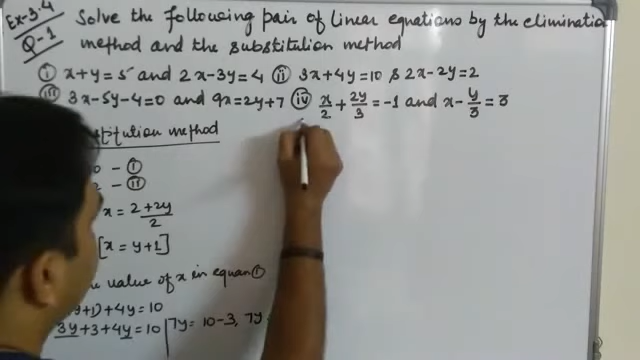 Ex-3.4
Q-1
Solve the following pair of linear equations by the elimination
method and the substitution method
(i) x+y=5 and 2x-3y=4 (ii) 3x+4y=10 & 2x-2y=2
(iii) 3x-5y-4=0 and 9x=2y+7 (iv) x/2 + 2y/3 = -1 and x - y/3 = 3
method
0 - (i)
2 - (ii)
x = 2+2y/2
[x = y+1]
value of x in equan (i)
y+1)+4y=10
3y+3+4y=10 | 7y = 10-3, 7y =